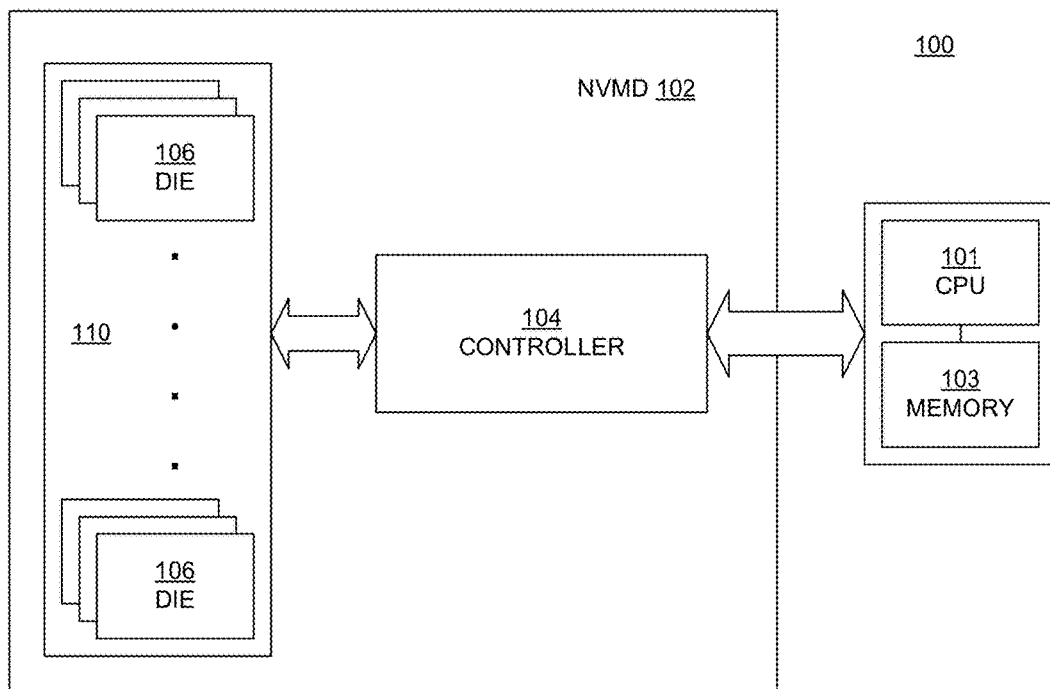 100
NVMD 102
106
DIE
110
104
CONTROLLER
101
CPU
103
MEMORY
106
DIE